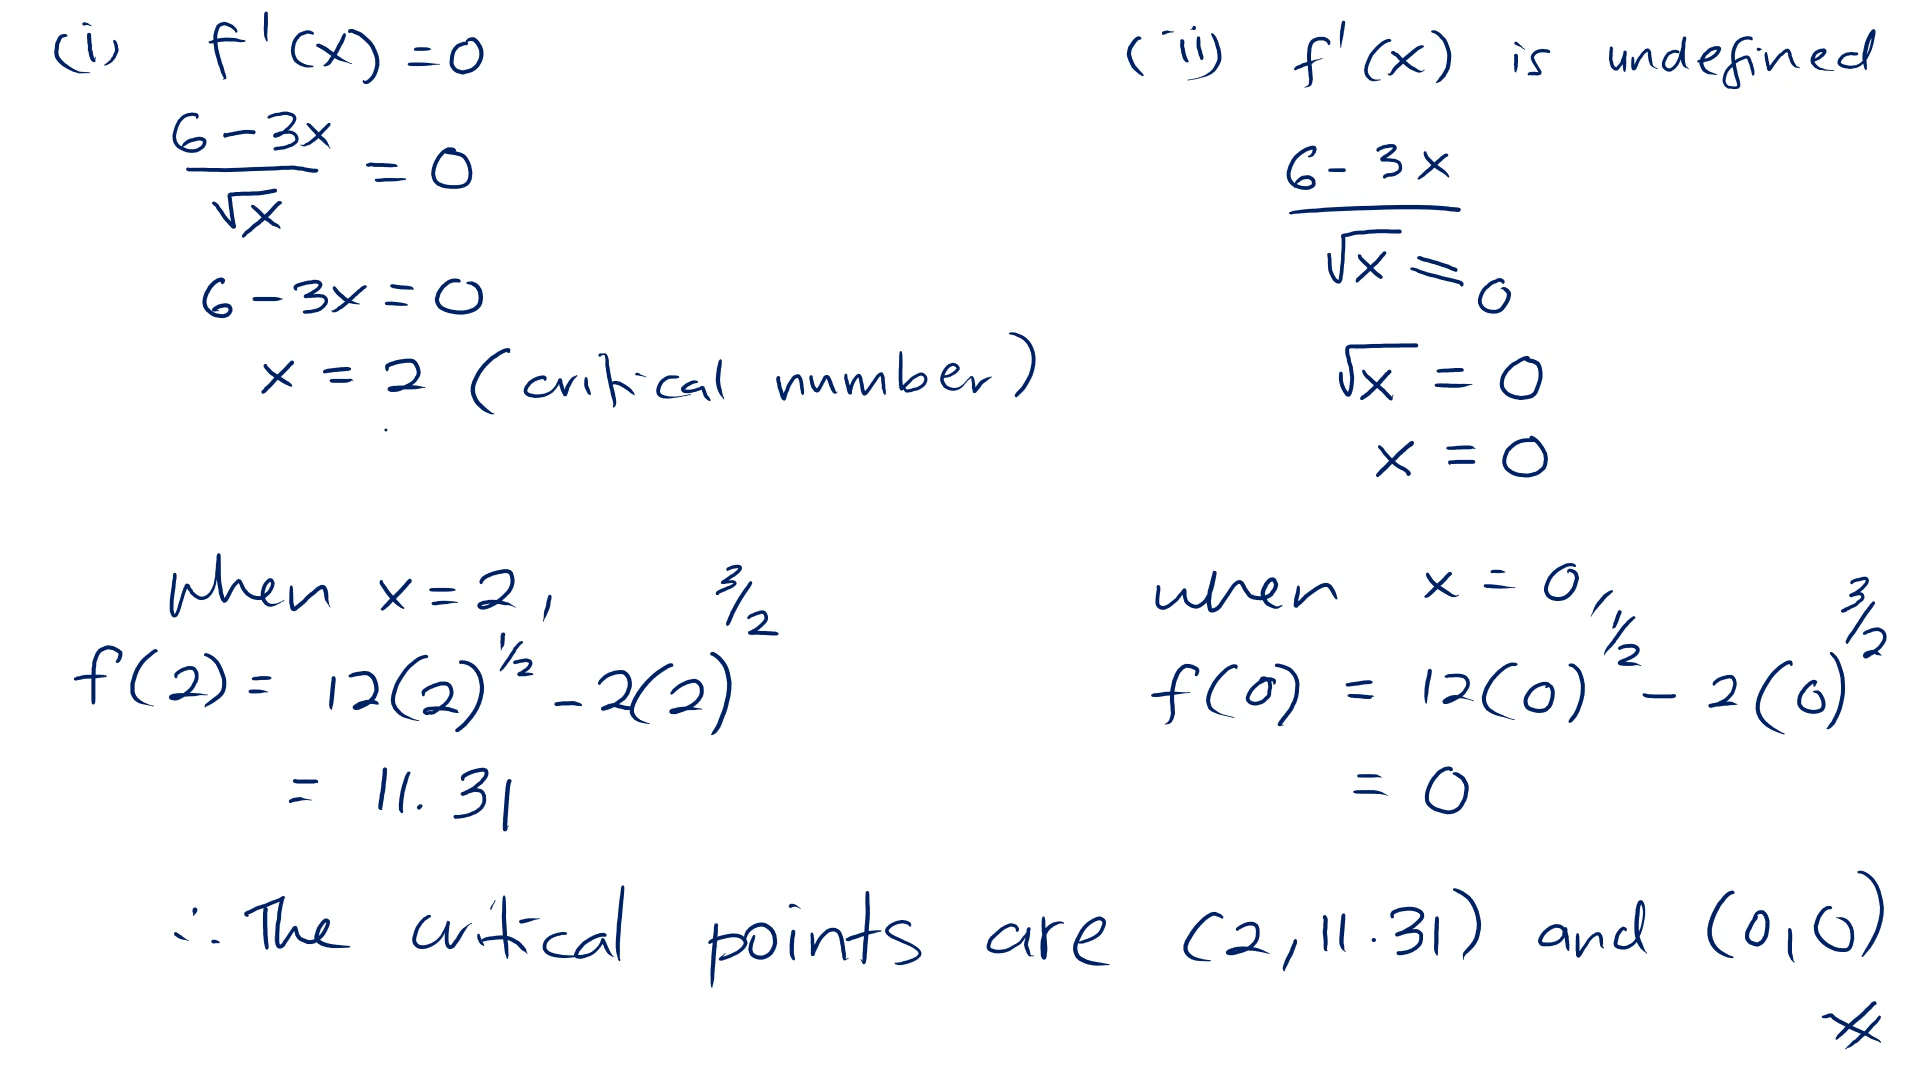 (i) f'(x) = 0
6 - 3x / √x = 0
6 - 3x = 0
x = 2 (critical number)
when x = 2,
f(2) = 12(2)^1/2 - 2(2)^3/2
= 11.31
(ii) f'(x) is undefined
6 - 3x / √x = 0
√x = 0
x = 0
when x = 0,
f(0) = 12(0)^1/2 - 2(0)^3/2
= 0
∴ The critical points are (2, 11.31) and (0,0)